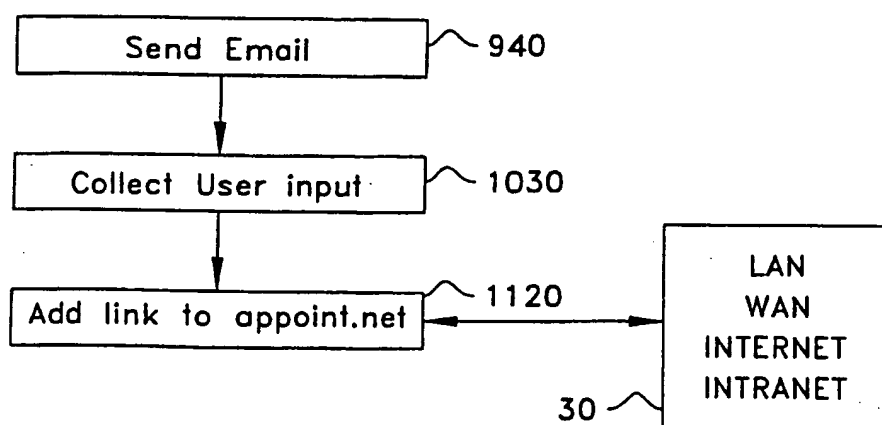 Send Email
940
Collect User input
1030
Add link to appoint.net
1120
LAN
WAN
INTERNET
INTRANET
30